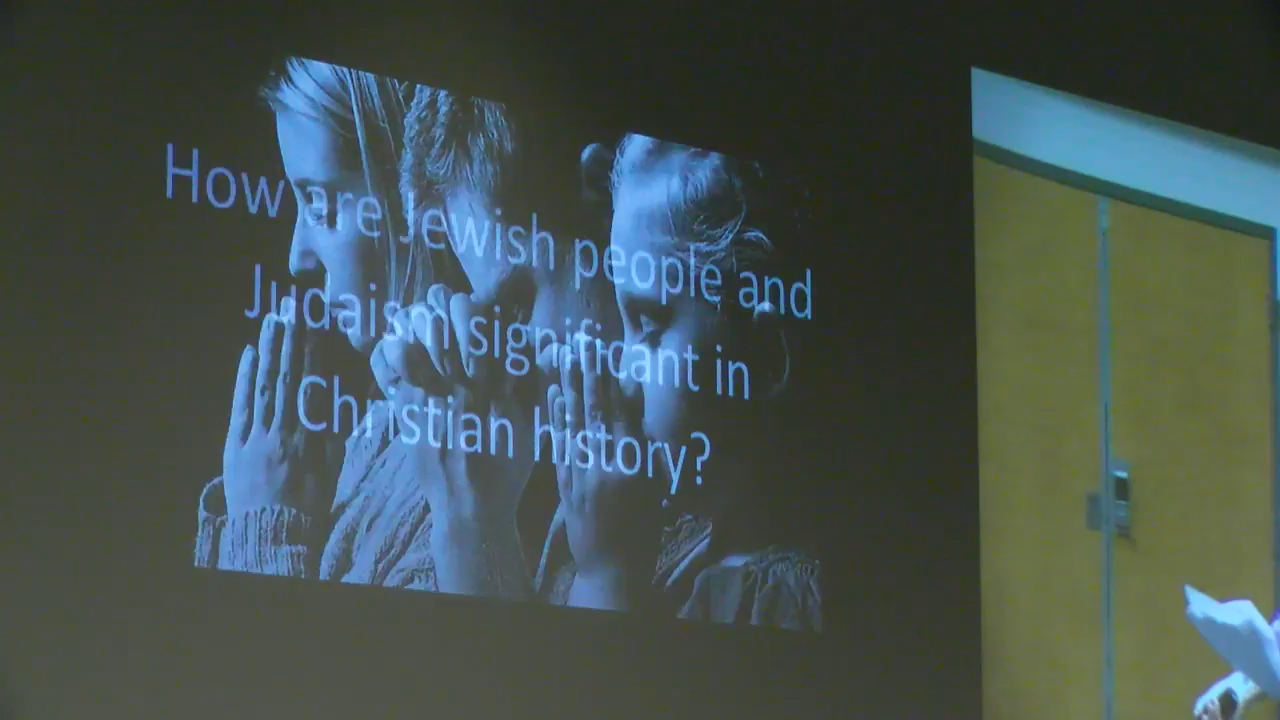 How are Jewish people and
Judaism significant in
Christian history?